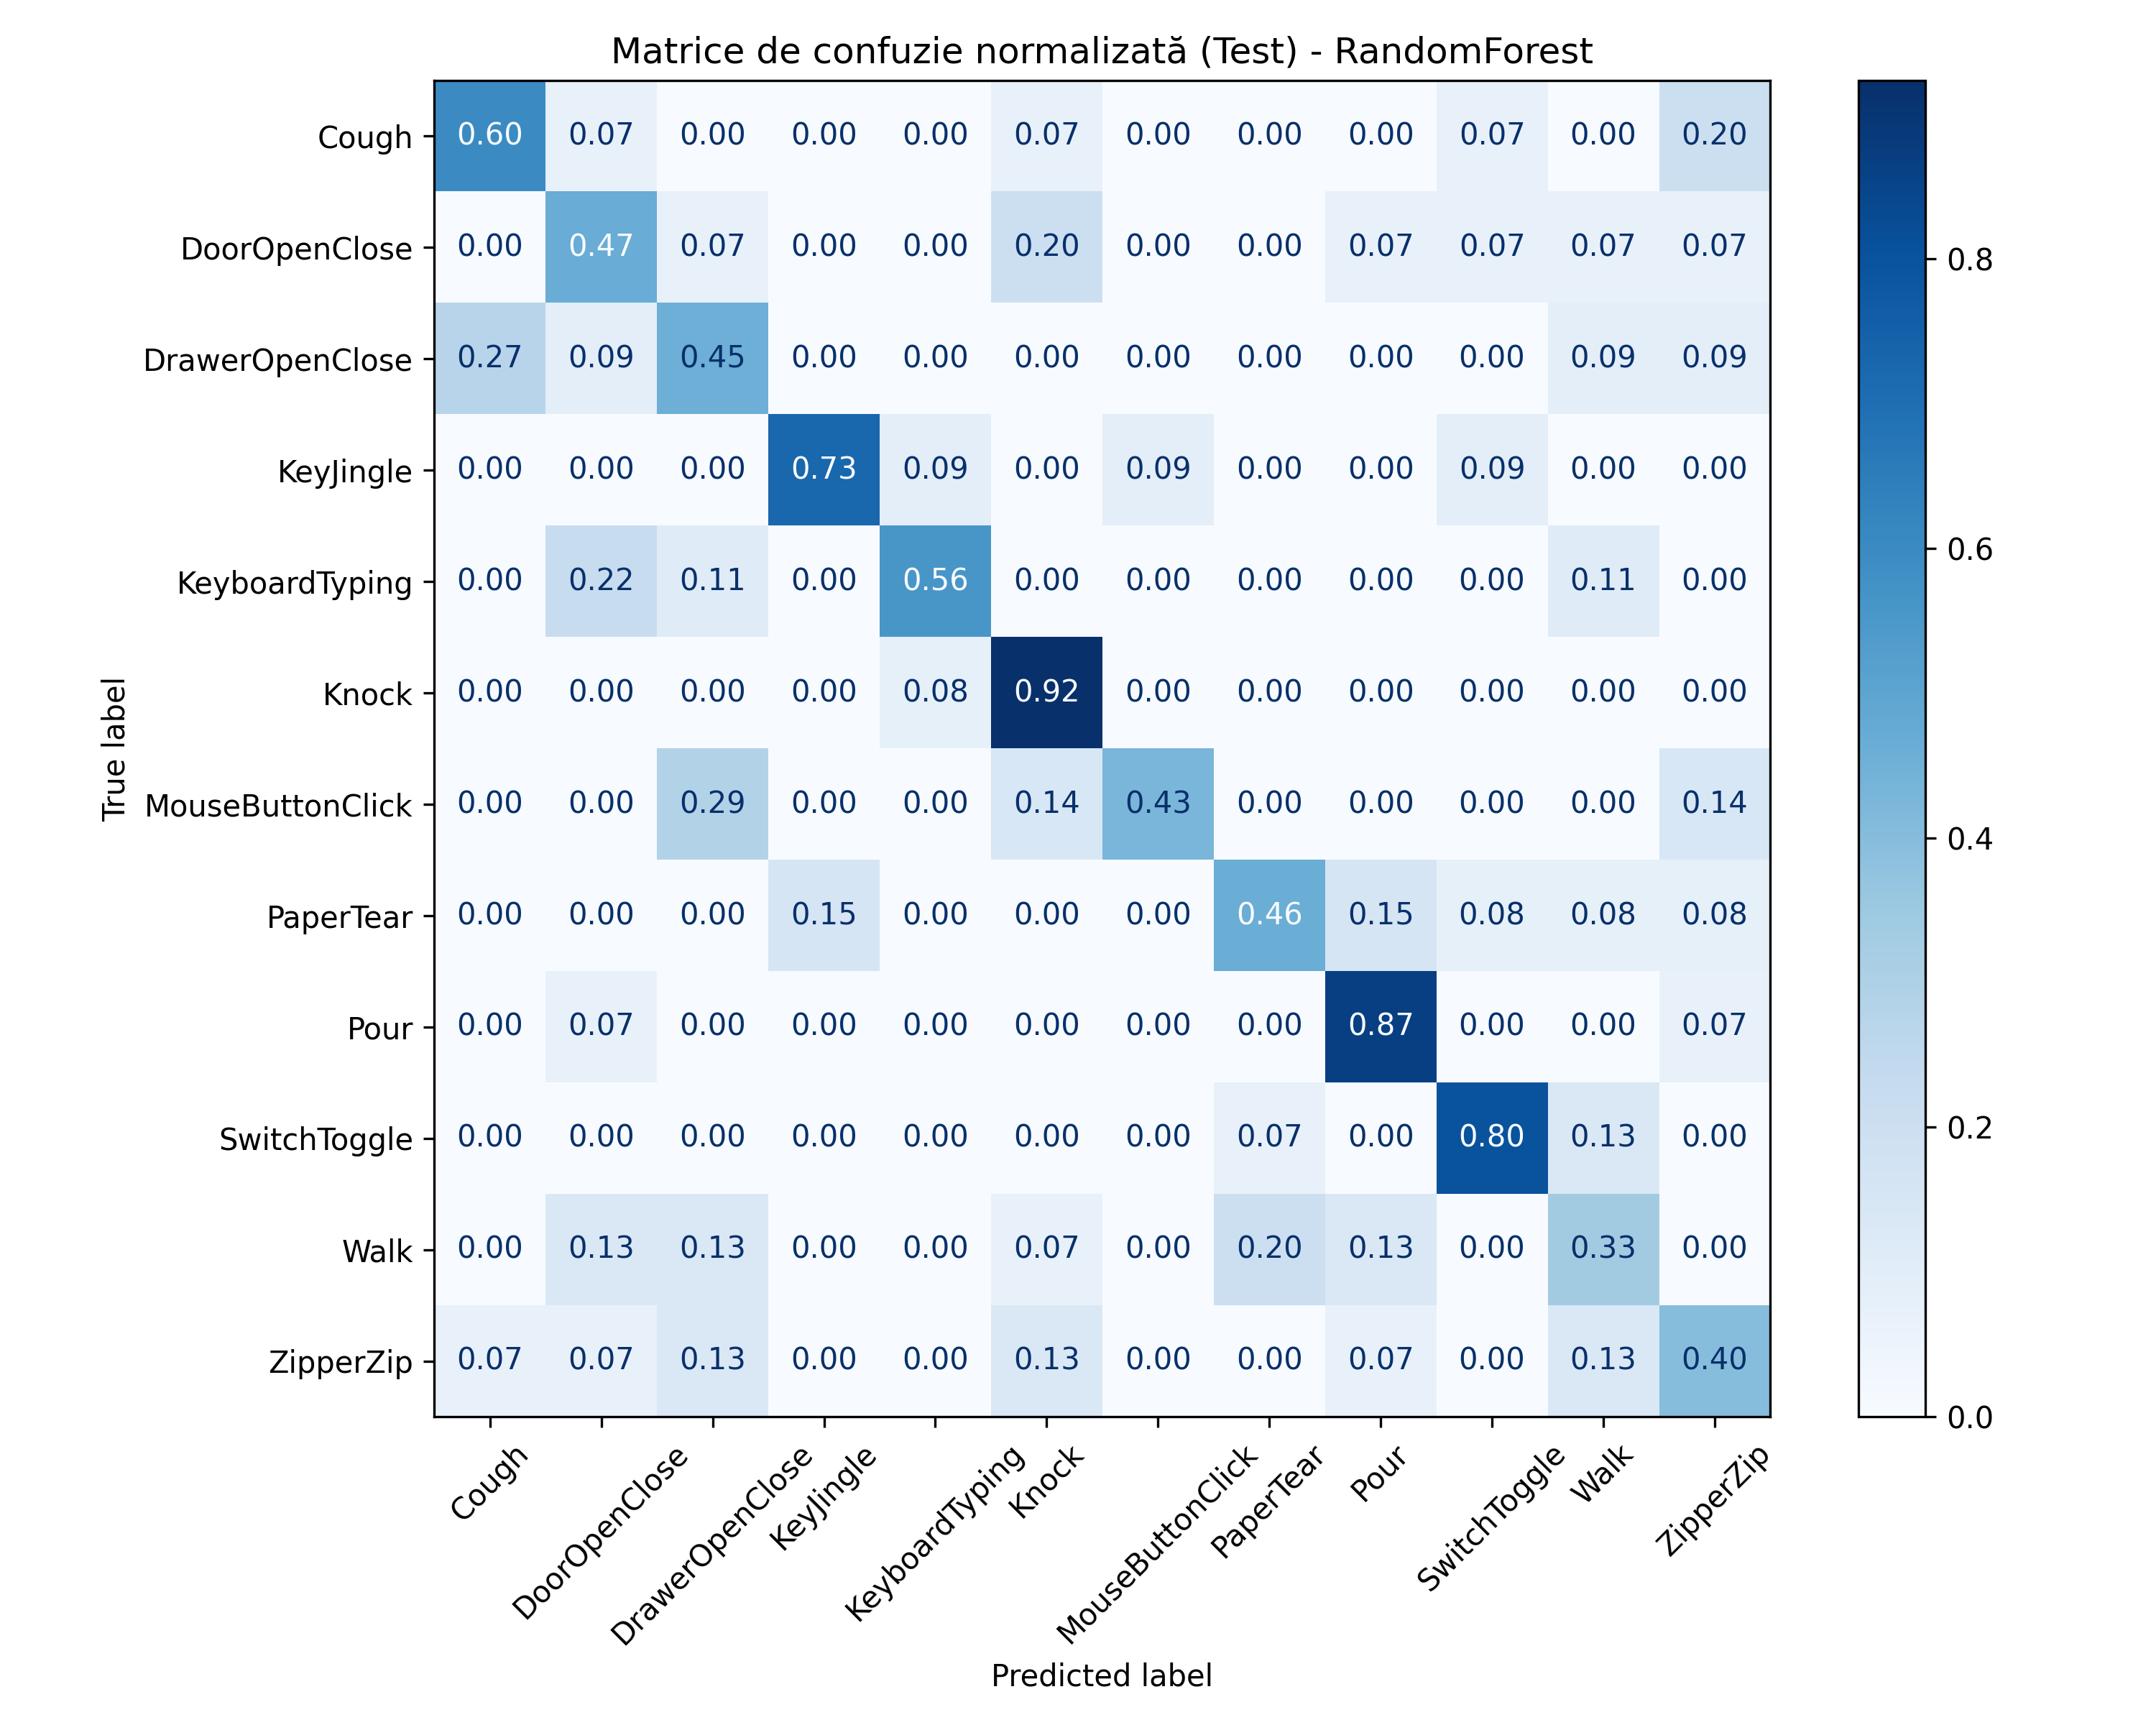 Matrice de confuzie normalizată (Test) - RandomForest
True label
Cough 0.60 0.07 0.00 0.00 0.00 0.07 0.00 0.00 0.00 0.07 0.00 0.20
DoorOpenClose 0.00 0.47 0.07 0.00 0.00 0.20 0.00 0.00 0.07 0.07 0.07 0.07
DrawerOpenClose 0.27 0.09 0.45 0.00 0.00 0.00 0.00 0.00 0.00 0.00 0.09 0.09
KeyJingle 0.00 0.00 0.00 0.73 0.09 0.00 0.09 0.00 0.00 0.09 0.00 0.00
KeyboardTyping 0.00 0.22 0.11 0.00 0.56 0.00 0.00 0.00 0.00 0.00 0.11 0.00
Knock 0.00 0.00 0.00 0.00 0.08 0.92 0.00 0.00 0.00 0.00 0.00 0.00
MouseButtonClick 0.00 0.00 0.29 0.00 0.00 0.14 0.43 0.00 0.00 0.00 0.00 0.14
PaperTear 0.00 0.00 0.00 0.15 0.00 0.00 0.00 0.46 0.15 0.08 0.08 0.08
Pour 0.00 0.07 0.00 0.00 0.00 0.00 0.00 0.00 0.87 0.00 0.00 0.07
SwitchToggle 0.00 0.00 0.00 0.00 0.00 0.00 0.00 0.07 0.00 0.80 0.13 0.00
Walk 0.00 0.13 0.13 0.00 0.00 0.07 0.00 0.20 0.13 0.00 0.33 0.00
ZipperZip 0.07 0.07 0.13 0.00 0.00 0.13 0.00 0.00 0.07 0.00 0.13 0.40
Cough DoorOpenClose DrawerOpenClose KeyJingle KeyboardTyping Knock MouseButtonClick PaperTear Pour SwitchToggle Walk ZipperZip
Predicted label
0.8
0.6
0.4
0.2
0.0